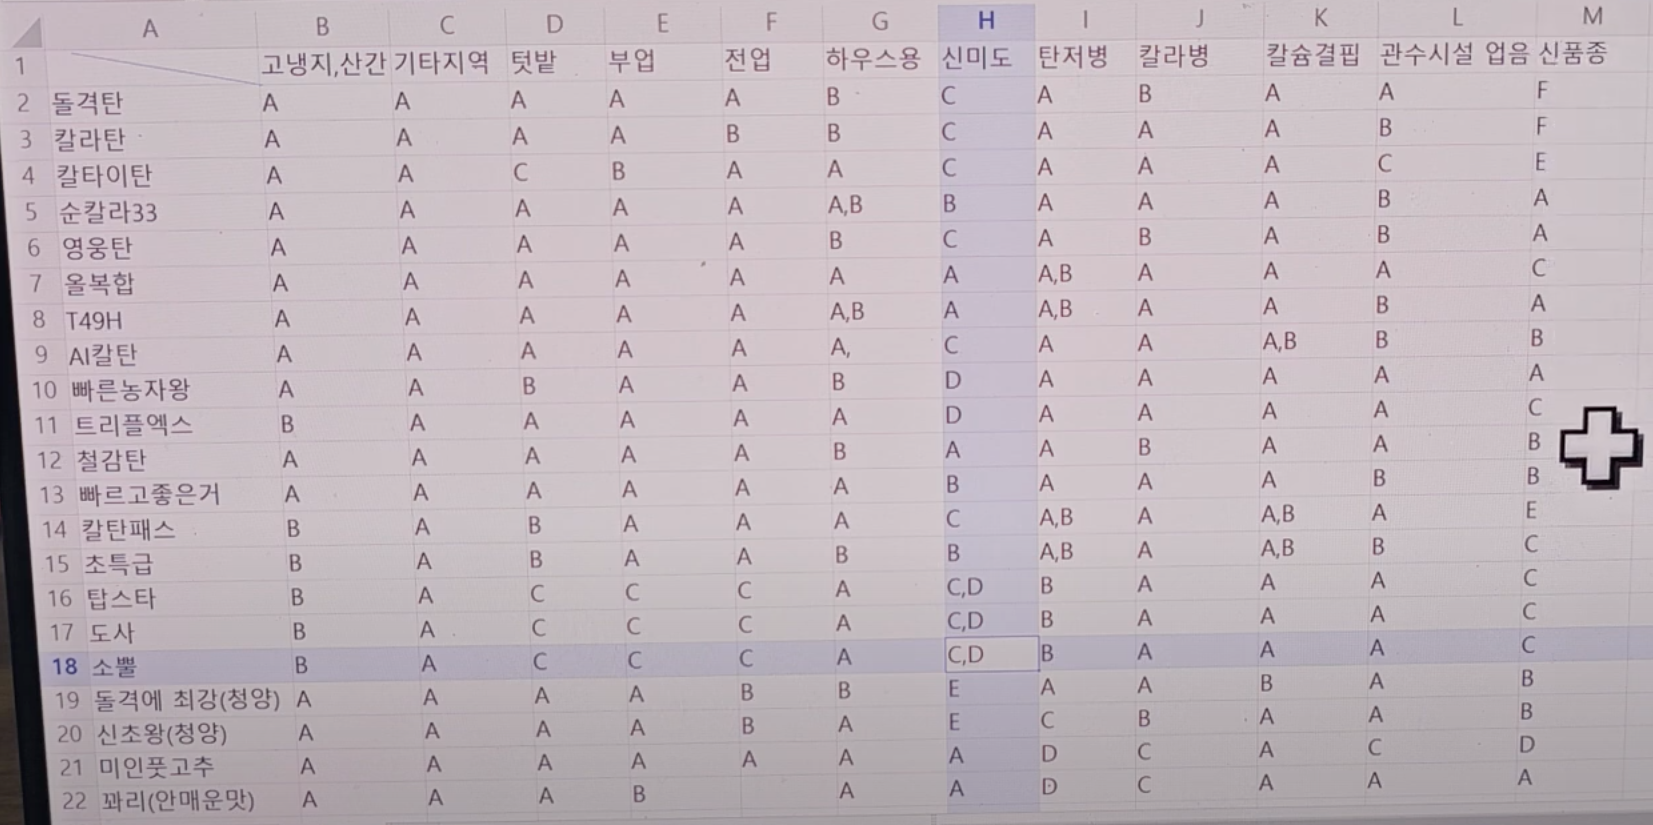 A B C D E F G H I J K L M
1 고냉지,산간 기타지역 텃밭 부업 전업 하우스용 신미도 탄저병 칼라병 칼슘결핍 관수시설 업음 신품종
2 돌격탄 A A A A A B C A B A A F
3 칼라탄 A A A A B B C A A A B F
4 칼타이탄 A A C B A A C A A A C E
5 순칼라33 A A A A A A,B B A A A B A
6 영웅탄 A A A A A B C A B A B A
7 올복합 A A A A A A A A,B A A A C
8 T49H A A A A A A,B A A,B A A B A
9 AI칼탄 A A A A A A, C A A A,B B B
10 빠른농자왕 A A B A A B D A A A A A
11 트리플엑스 B A A A A A D A A A A C
12 철감탄 A A A A A B A A B A A B
13 빠르고좋은거 A A A A A A B A A A B B
14 칼탄패스 B A B A A A C A,B A A,B A E
15 초특급 B A B A A B B A,B A A,B B C
16 탑스타 B A C C C A C,D B A A A C
17 도사 B A C C C A C,D B A A A C
18 소뿔 B A C C C A C,D B A A A C
19 돌격에 최강(청양) A A A A B B E A A B A B
20 신초왕(청양) A A A A B A E C B A A B
21 미인풋고추 A A A A A A A D C A C D
22 꽈리(안매운맛) A A A B A A D C A A A